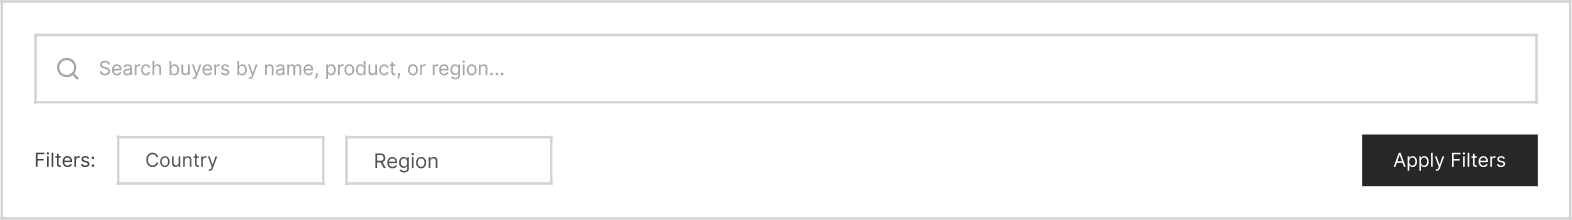 Search buyers by name, product, or region...
Filters: Country Region Apply Filters